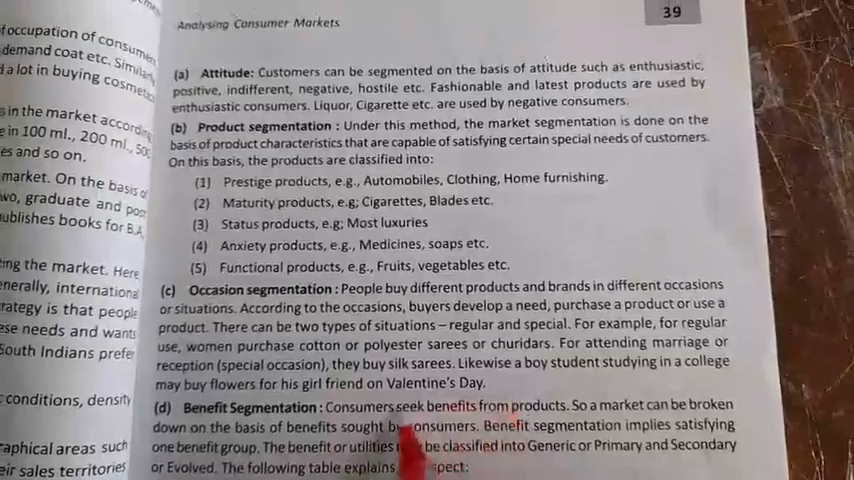 of occupation of consumers
demand coat etc. Similarly
d a lot in buying cosmetic
s in the market according
e in 100 ml., 200 ml., 500
es and so on.
market. On the basis of
wo, graduate and post
ublishes books for B.A.
ting the market. Here
enerally, international
rategy is that people
ese needs and wants
South Indians prefer
conditions, density
raphical areas such
eir sales territories
Analysing Consumer Markets
39
(a) Attitude: Customers can be segmented on the basis of attitude such as enthusiastic,
positive, indifferent, negative, hostile etc. Fashionable and latest products are used by
enthusiastic consumers. Liquor, Cigarette etc. are used by negative consumers.
(b) Product segmentation : Under this method, the market segmentation is done on the
basis of product characteristics that are capable of satisfying certain special needs of customers.
On this basis, the products are classified into:
(1) Prestige products, e.g., Automobiles, Clothing, Home furnishing.
(2) Maturity products, e.g; Cigarettes, Blades etc.
(3) Status products, e.g; Most luxuries
(4) Anxiety products, e.g., Medicines, soaps etc.
(5) Functional products, e.g., Fruits, vegetables etc.
(c) Occasion segmentation : People buy different products and brands in different occasions
or situations. According to the occasions, buyers develop a need, purchase a product or use a
product. There can be two types of situations – regular and special. For example, for regular
use, women purchase cotton or polyester sarees or churidars. For attending marriage or
reception (special occasion), they buy silk sarees. Likewise a boy student studying in a college
may buy flowers for his girl friend on Valentine's Day.
(d) Benefit Segmentation : Consumers seek benefits from products. So a market can be broken
down on the basis of benefits sought by consumers. Benefit segmentation implies satisfying
one benefit group. The benefit or utilities be classified into Generic or Primary and Secondary
or Evolved. The following table explains spect: